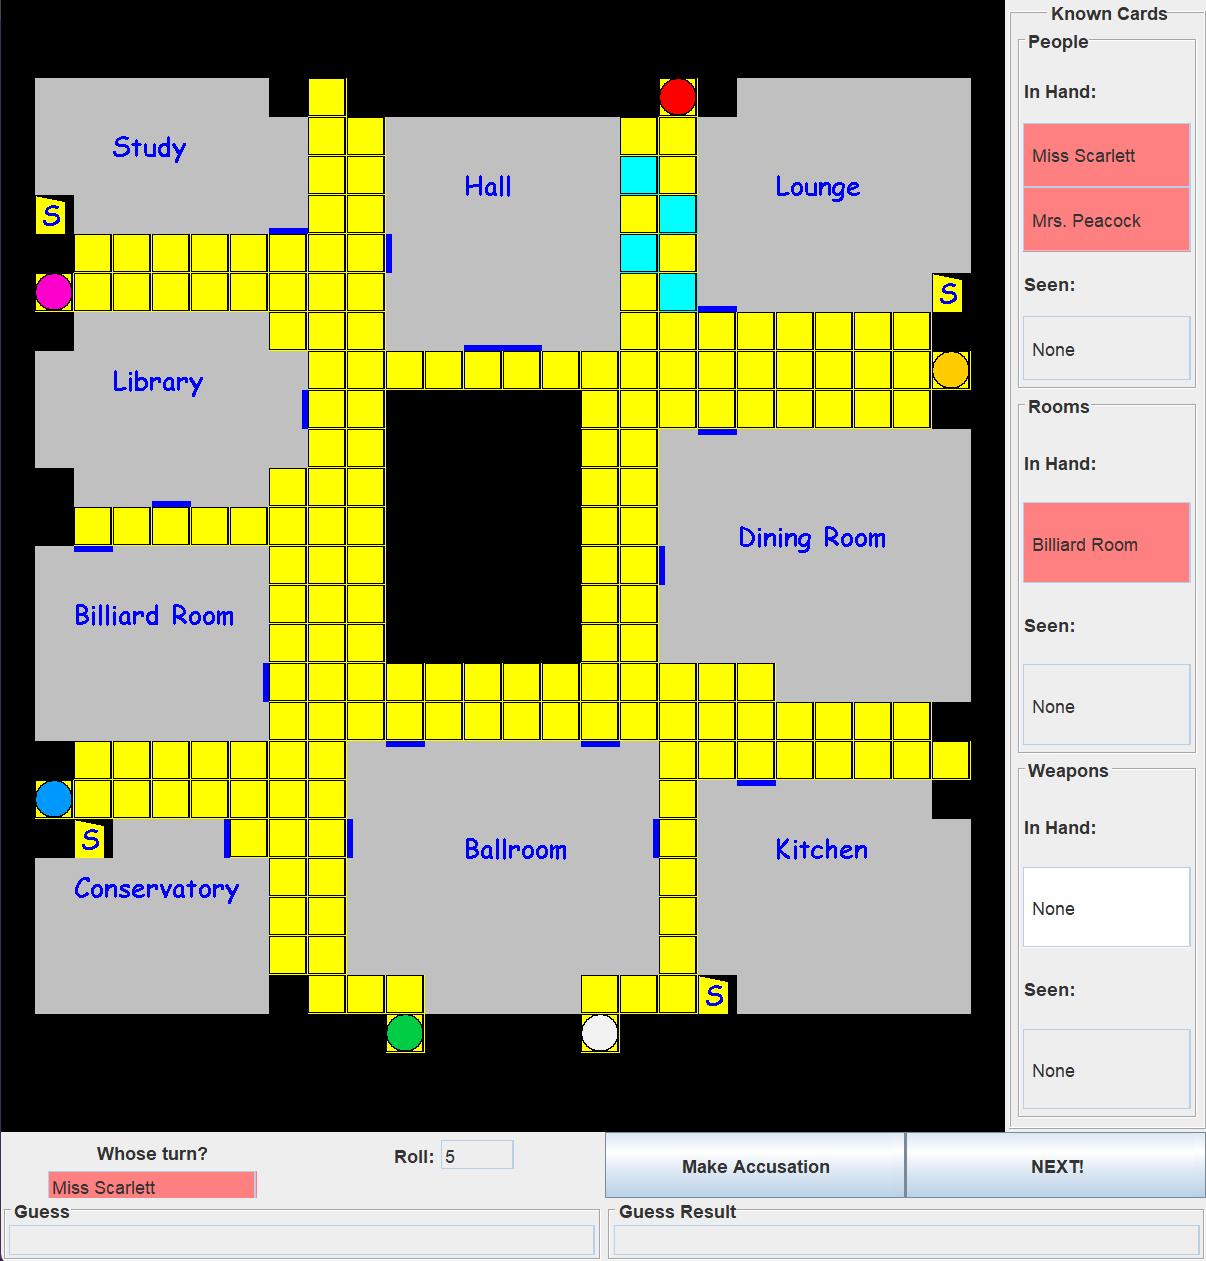 Known Cards
People
In Hand:
Miss Scarlett
Mrs. Peacock
Seen:
None
Rooms
In Hand:
Billiard Room
Seen:
None
Weapons
In Hand:
None
Seen:
None
Study
Hall
Lounge
S
S
Library
Dining Room
Billiard Room
S
Ballroom
Kitchen
Conservatory
S
Whose turn?
Miss Scarlett
Roll: 5
Make Accusation
NEXT!
Guess
Guess Result